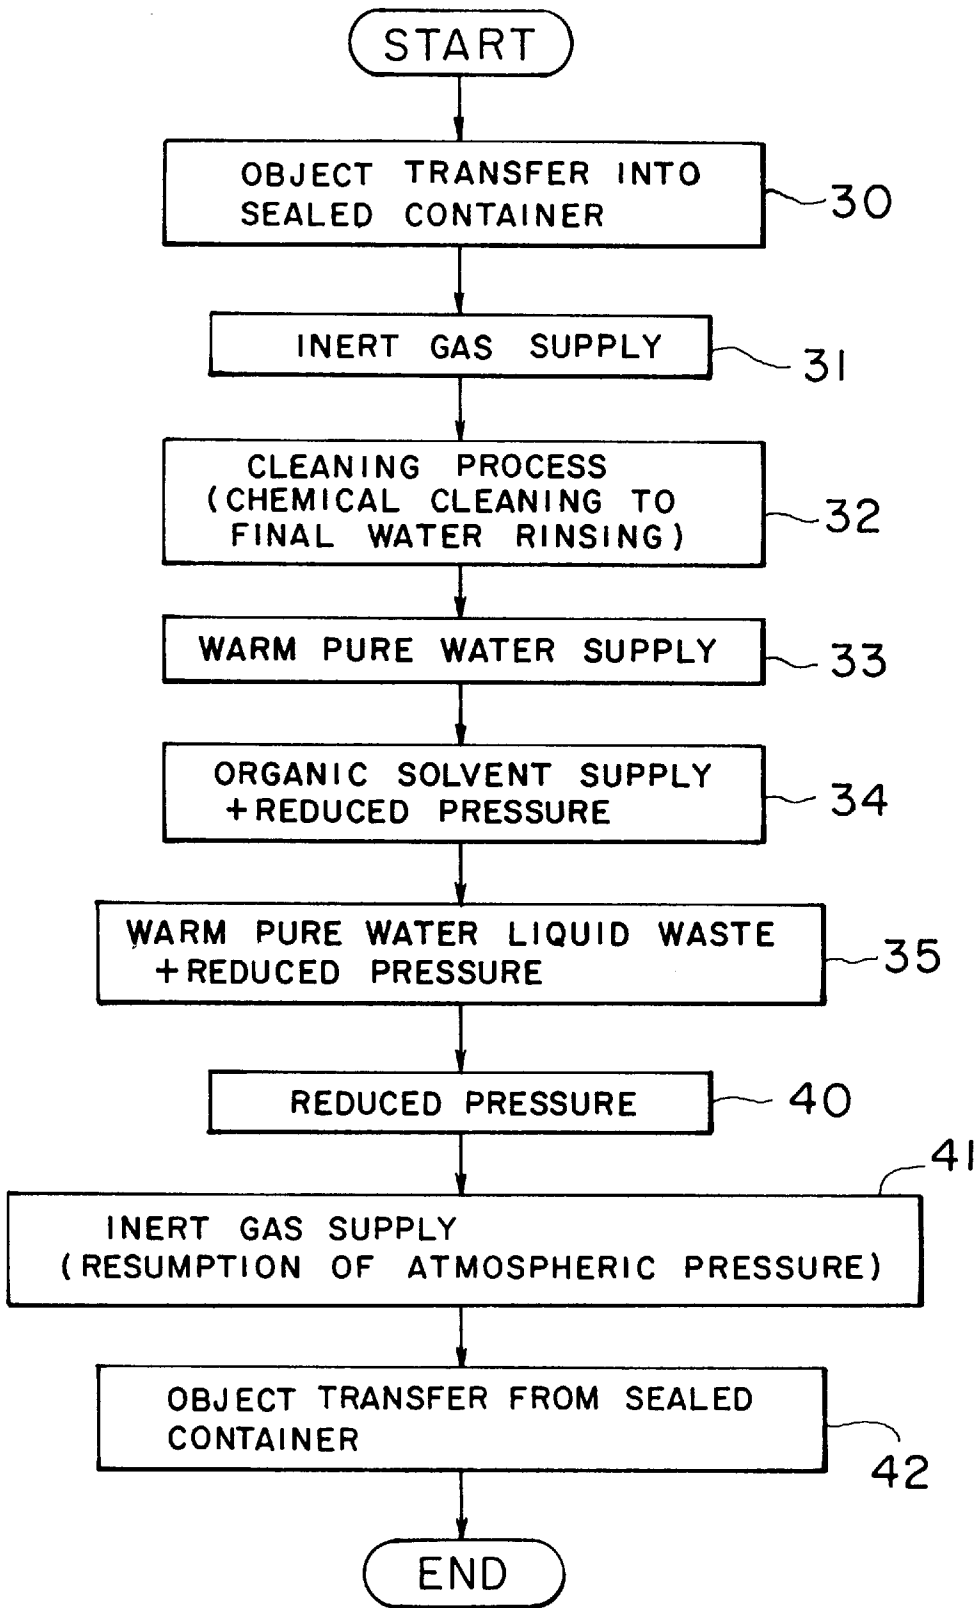 START
OBJECT TRANSFER INTO
SEALED CONTAINER
30
INERT GAS SUPPLY
31
CLEANING PROCESS
(CHEMICAL CLEANING TO
FINAL WATER RINSING)
32
WARM PURE WATER SUPPLY
33
ORGANIC SOLVENT SUPPLY
+REDUCED PRESSURE
34
WARM PURE WATER LIQUID WASTE
+REDUCED PRESSURE
35
REDUCED PRESSURE
40
41
INERT GAS SUPPLY
(RESUMPTION OF ATMOSPHERIC PRESSURE)
OBJECT TRANSFER FROM SEALED
CONTAINER
42
END